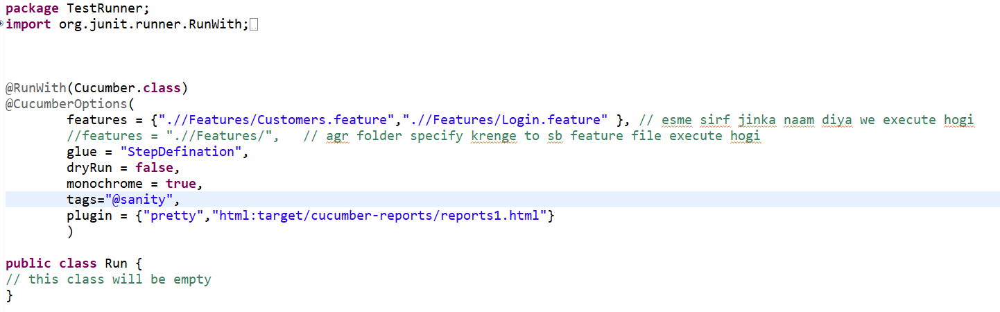 package TestRunner;
import org.junit.runner.RunWith;
@RunWith(Cucumber.class)
@CucumberOptions(
features = {".//Features/Customers.feature",".//Features/Login.feature" }, // esme sirf jinka naam diya we execute hogi
//features = ".//Features/",   // agr folder specify krenge to sb feature file execute hogi
glue = "StepDefination",
dryRun = false,
monochrome = true,
tags="@sanity",
plugin = {"pretty","html:target/cucumber-reports/reports1.html"}
)
public class Run {
// this class will be empty
}